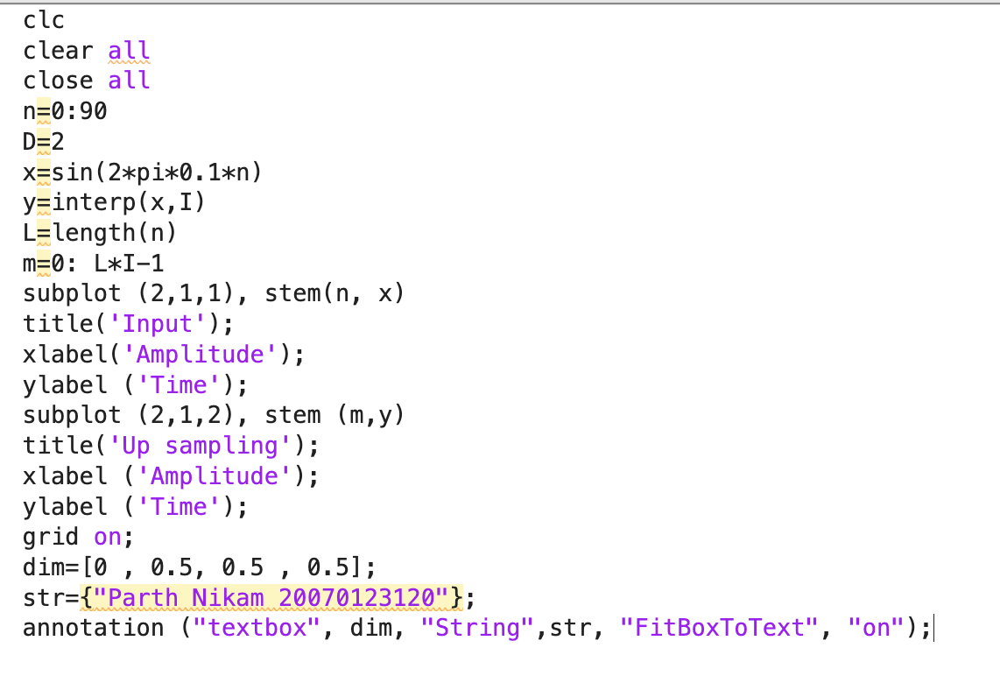 clc
clear all
close all
n=0:90
D=2
x=sin(2*pi*0.1*n)
y=interp(x,I)
L=length(n)
m=0: L*I-1
subplot (2,1,1), stem(n, x)
title('Input');
xlabel('Amplitude');
ylabel ('Time');
subplot (2,1,2), stem (m,y)
title('Up sampling');
xlabel ('Amplitude');
ylabel ('Time');
grid on;
dim=[0 , 0.5, 0.5 , 0.5];
str={"Parth Nikam 20070123120"};
annotation ("textbox", dim, "String",str, "FitBoxToText", "on");